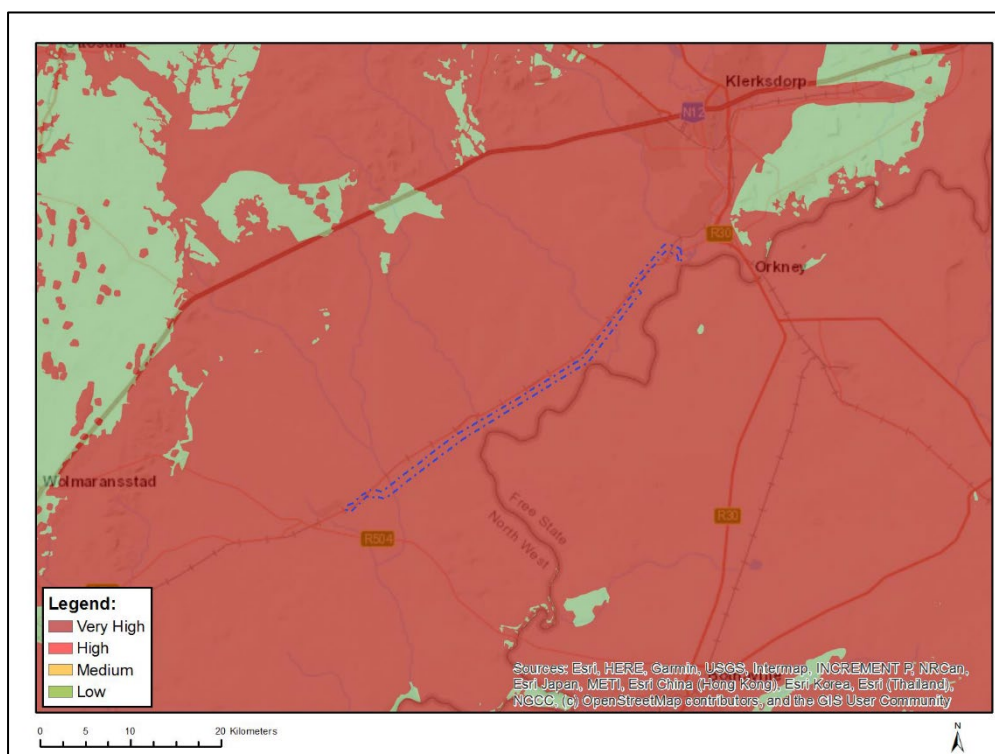 Klerksdorp
N12
R30
Orkney
Wolmaransstad
R504
Free State
North West
R30
Legend:
Very High
High
Medium
Low
Sources: Esri, HERE, Garmin, USGS, Intermap, INCREMENT P, NRCan,
Esri Japan, METI, Esri China (Hong Kong), Esri Korea, Esri (Thailand),
NGCC, (c) OpenStreetMap contributors, and the GIS User Community
0 5 10 20 Kilometers
N